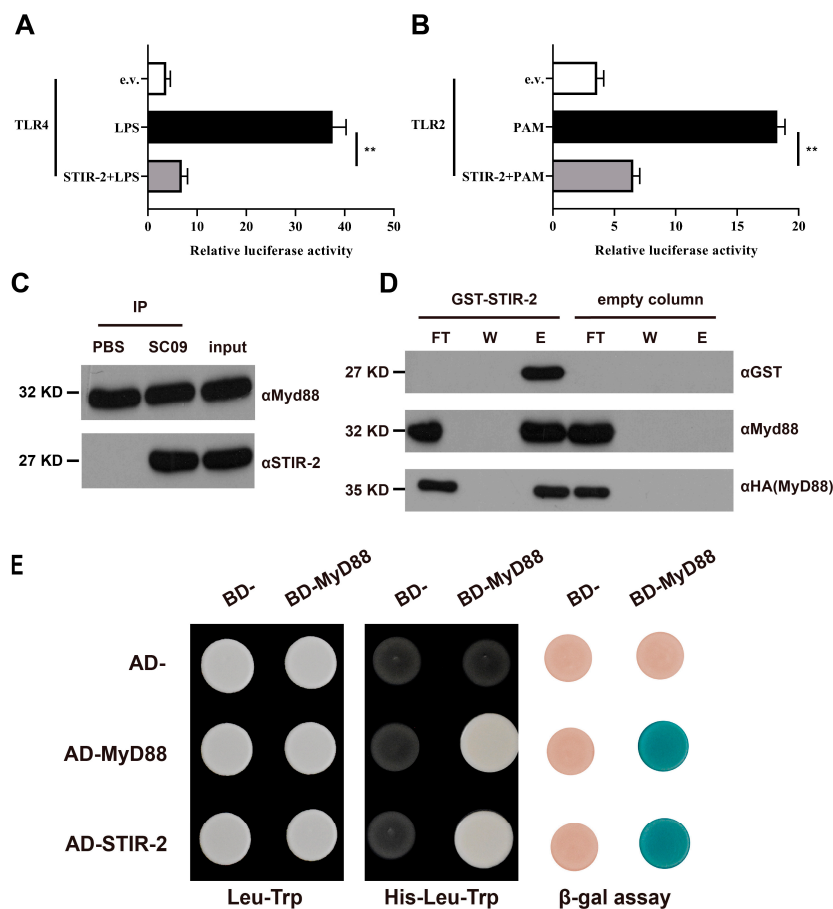 A
e.v.
TLR4
LPS
**
STIR-2+LPS
0 10 20 30 40 50
Relative luciferase activity
B
e.v.
TLR2
PAM
**
STIR-2+PAM
0 5 10 15 20
Relative luciferase activity
C
IP
PBS SC09 input
32 KD αMyd88
27 KD αSTIR-2
D
GST-STIR-2 empty column
FT W E FT W E
27 KD αGST
32 KD αMyd88
35 KD αHA(MyD88)
E
BD- BD-MyD88 BD- BD-MyD88 BD- BD-MyD88
AD-
AD-MyD88
AD-STIR-2
Leu-Trp His-Leu-Trp β-gal assay